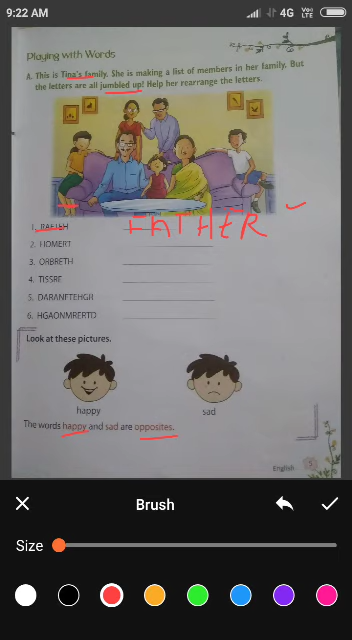 9:22 AM 4G VoLTE
Playing with Words
A. This is Tina's family. She is making a list of members in her family. But
the letters are all jumbled up! Help her rearrange the letters.
1. RAETFH FATHER
2. HOMERT
3. ORBRETH
4. TISSRE
5. DARANFTEHGR
6. HGAONMRERTD
Look at these pictures.
happy sad
The words happy and sad are opposites.
English 5
Brush
Size